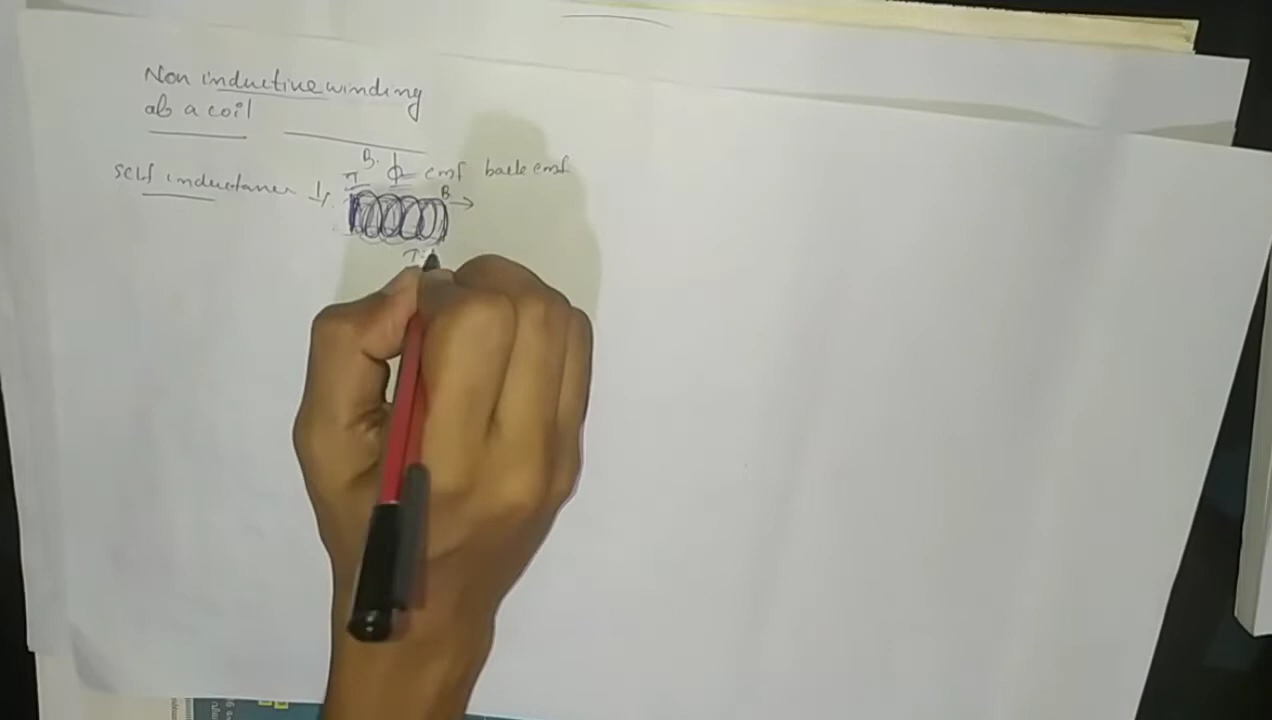 Non inductive winding
of a coil
B. ϕ emf back emf
self inductance L
I
B